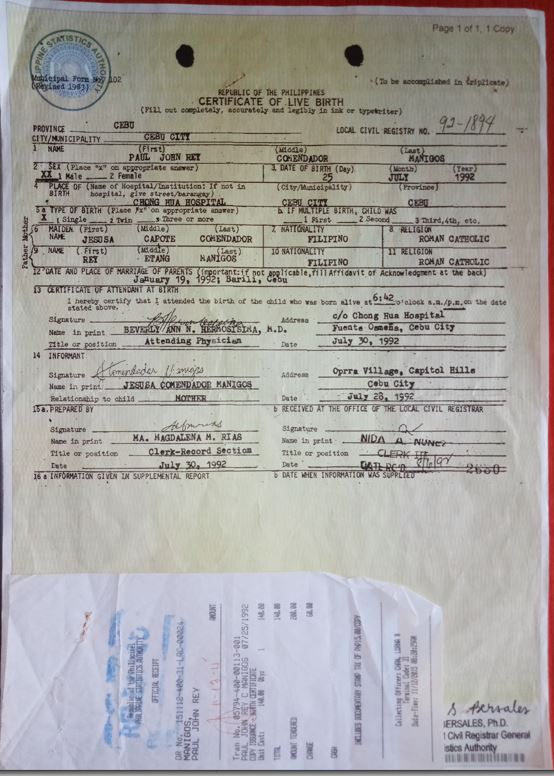 Page 1 of 1, 1 Copy
PHILIPPINE STATISTICS AUTHORITY
Municipal Form No. 102
(Revised 1983)
(To be accomplished in triplicate)
REPUBLIC OF THE PHILIPPINES
CERTIFICATE OF LIVE BIRTH
(Fill out completely, accurately and legibly in ink or typewriter)
PROVINCE CEBU
CITY/MUNICIPALITY CEBU CITY
LOCAL CIVIL REGISTRY NO. 92-1894
1 NAME (First) (Middle) (Last)
PAUL JOHN REY COMENDADOR MANIGOS
2 SEX (Place "x" on appropriate answer) 3. DATE OF BIRTH (Day) (Month) (Year)
XX 1 Male 2 Female 25 JULY 1992
4 PLACE OF BIRTH (Name of Hospital/Institution: If not in hospital, give street/barangay) (City/Municipality) (Province)
CHONG HUA HOSPITAL CEBU CITY CEBU
5a TYPE OF BIRTH (Place "x" on appropriate answer) b. IF MULTIPLE BIRTH, CHILD WAS
X 1 Single 2 Twin 3 Three or more 1 First 2 Second 3 Third, 4th, etc.
Mother
6 MAIDEN NAME (First) (Middle) (Last) 7. NATIONALITY 8 RELIGION
JESUSA CAPOTE COMENDADOR FILIPINO ROMAN CATHOLIC
Father
9 NAME (First) (Middle) (Last) 10 NATIONALITY 11 RELIGION
REY ETANG MANIGOS FILIPINO ROMAN CATHOLIC
12 DATE AND PLACE OF MARRIAGE OF PARENTS (Important: if not applicable, fill Affidavit of Acknowledgment at the back)
January 19, 1992; Barili, Cebu
13 CERTIFICATE OF ATTENDANT AT BIRTH
I hereby certify that I attended the birth of the child who was born alive at 6:42 o'clock a.m./p.m. on the date
stated above.
Signature Address c/o Chong Hua Hospital
Name in print BEVERLY ANN N. HERMOSISIMA, M.D. Fuente Osmeña, Cebu City
Title or position Attending Physician Date July 30, 1992
14 INFORMANT
Signature Address Oprra Village, Capitol Hills
Name in print JESUSA COMENDADOR MANIGOS Cebu City
Relationship to child MOTHER Date July 28, 1992
15a. PREPARED BY b RECEIVED AT THE OFFICE OF THE LOCAL CIVIL REGISTRAR
Signature Signature
Name in print MA. MAGDALENA M. RIAS Name in print NIDA A. NUNEZ
Title or position Clerk-Record Section Title or position CLERK III
Date July 30, 1992 Date DATE RC'D
16 a INFORMATION GIVEN IN SUPPLEMENTAL REPORT b DATE WHEN INFORMATION WAS SUPPLIED
OFFICIAL RECEIPT
MANIGOS,
PAUL JOHN REY
AMOUNT
PAUL JOHN REY MANIGOS 07/25/1992
140.00
AMOUNT TENDERED 200.00
CHANGE 60.00
CASH
BERSALES, Ph.D.
Civil Registrar General
Statistics Authority